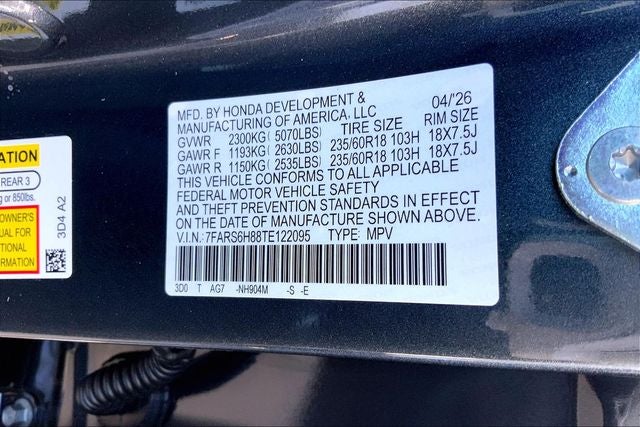 MFD. BY HONDA DEVELOPMENT &
MANUFACTURING OF AMERICA, LLC 04/'26
GVWR 2300KG(5070LBS) TIRE SIZE RIM SIZE
GAWR F 1193KG(2630LBS) 235/60R18 103H 18X7.5J
GAWR R 1150KG(2535LBS) 235/60R18 103H 18X7.5J
THIS VEHICLE CONFORMS TO ALL APPLICABLE
FEDERAL MOTOR VEHICLE SAFETY
AND THEFT PREVENTION STANDARDS IN EFFECT
ON THE DATE OF MANUFACTURE SHOWN ABOVE.
V.I.N.: 7FARS6H88TE122095 TYPE: MPV
3D0 T AG7 -NH904M -S -E
ATION
REAR 3
g or 850lbs.
OWNER'S
UAL FOR
TIONAL
RMATION
3D4 A2